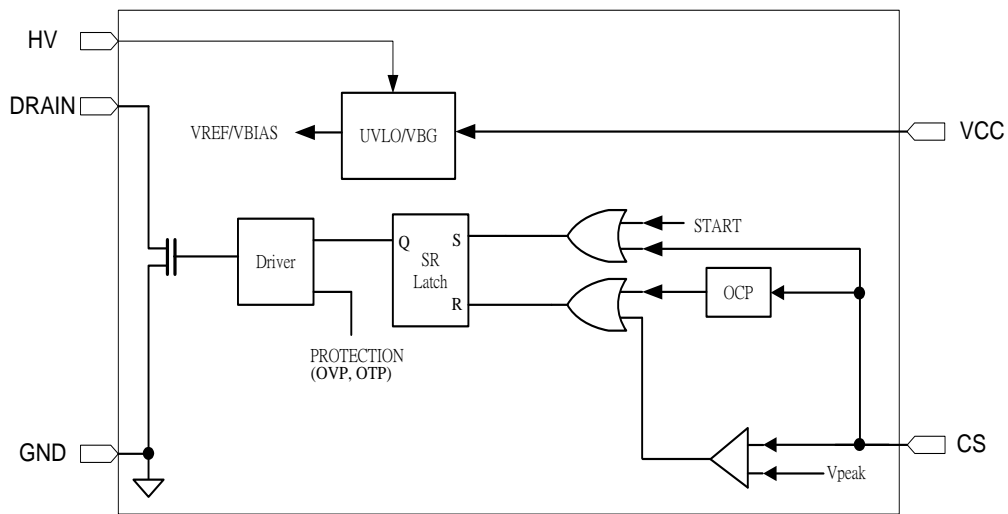 HV
DRAIN
VREF/VBIAS
UVLO/VBG
VCC
START
Driver
Q
SR
Latch
S
R
OCP
PROTECTION
(OVP, OTP)
GND
Vpeak
CS